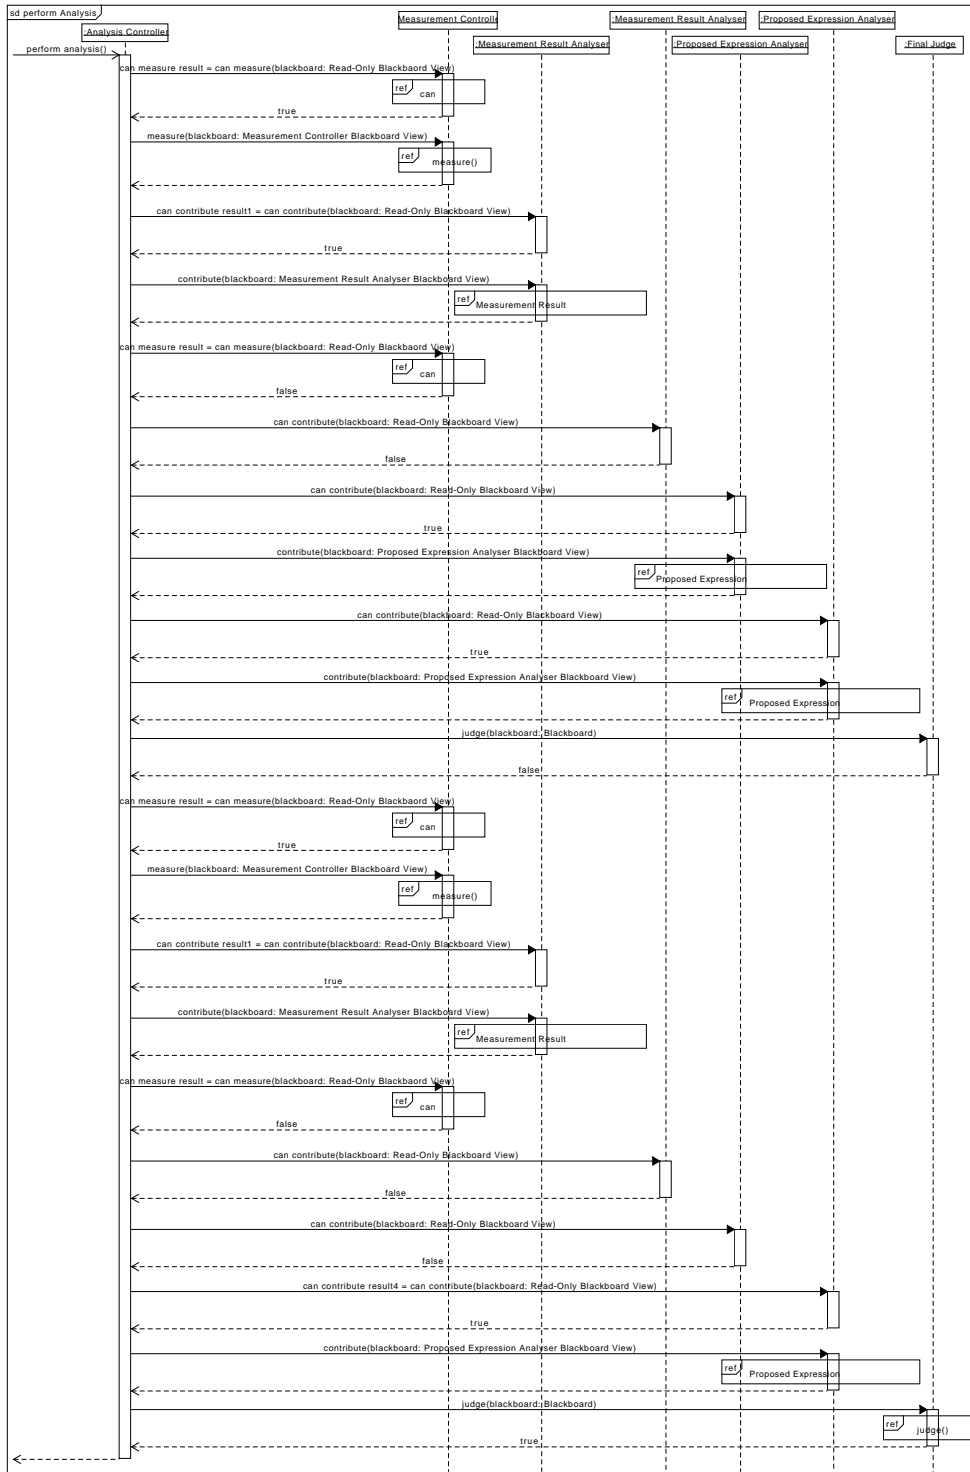 sd perform Analysis
Measurement Controlle
:Measurement Result Analyser
:Proposed Expression Analyser
:Analysis Controller
:Measurement Result Analyser
:Proposed Expression Analyser
:Final Judge
perform analysis()
can measure result = can measure(blackboard: Read-Only Blackbaord View)
ref
can
true
measure(blackboard: Measurement Controller Blackboard View)
ref
measure()
can contribute result1 = can contribute(blackboard: Read-Only Blackboard View)
true
contribute(blackboard: Measurement Result Analyser Blackboard View)
ref
Measurement Result
can measure result = can measure(blackboard: Read-Only Blackbaord View)
ref
can
false
can contribute(blackboard: Read-Only Blackboard View)
false
can contribute(blackboard: Read-Only Blackboard View)
true
contribute(blackboard: Proposed Expression Analyser Blackboard View)
ref
Proposed Expression
can contribute(blackboard: Read-Only Blackboard View)
true
contribute(blackboard: Proposed Expression Analyser Blackboard View)
ref
Proposed Expression
judge(blackboard: Blackboard)
false
can measure result = can measure(blackboard: Read-Only Blackbaord View)
ref
can
true
measure(blackboard: Measurement Controller Blackboard View)
ref
measure()
can contribute result1 = can contribute(blackboard: Read-Only Blackboard View)
true
contribute(blackboard: Measurement Result Analyser Blackboard View)
ref
Measurement Result
can measure result = can measure(blackboard: Read-Only Blackbaord View)
ref
can
false
can contribute(blackboard: Read-Only Blackboard View)
false
can contribute(blackboard: Read-Only Blackboard View)
false
can contribute result4 = can contribute(blackboard: Read-Only Blackboard View)
true
contribute(blackboard: Proposed Expression Analyser Blackboard View)
ref
Proposed Expression
judge(blackboard: Blackboard)
ref
judge()
true